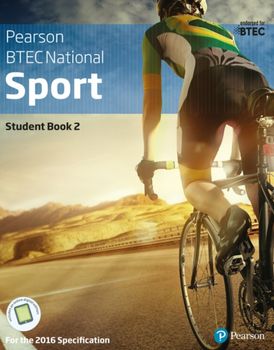 Pearson
BTEC National
Sport
Student Book 2
endorsed for
BTEC
For the 2016 Specification
Pearson